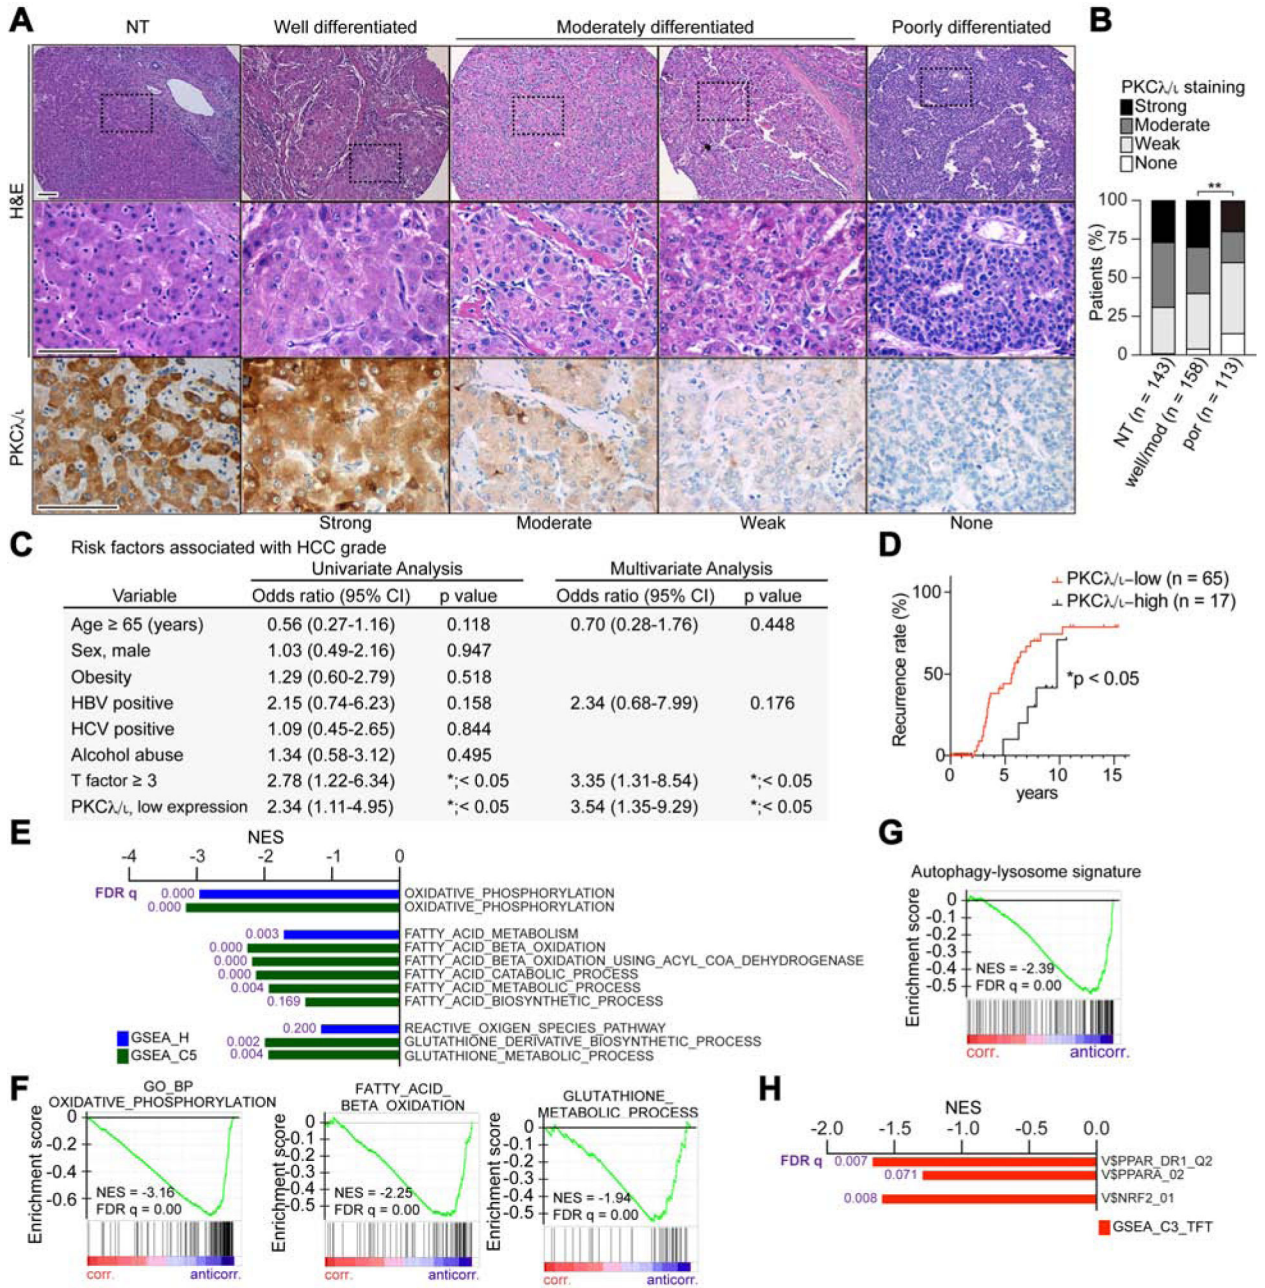 A
NT
Well differentiated
Moderately differentiated
Poorly differentiated
H&E
PKCλ/ι
Strong
Moderate
Weak
None
B
PKCλ/ι staining
Strong
Moderate
Weak
None
**
Patients (%)
100
75
50
25
0
NT (n = 143)
well/mod (n = 158)
por (n = 113)
C
Risk factors associated with HCC grade
Univariate Analysis Multivariate Analysis
Variable Odds ratio (95% CI) p value Odds ratio (95% CI) p value
Age ≥ 65 (years) 0.56 (0.27-1.16) 0.118 0.70 (0.28-1.76) 0.448
Sex, male 1.03 (0.49-2.16) 0.947
Obesity 1.29 (0.60-2.79) 0.518
HBV positive 2.15 (0.74-6.23) 0.158 2.34 (0.68-7.99) 0.176
HCV positive 1.09 (0.45-2.65) 0.844
Alcohol abuse 1.34 (0.58-3.12) 0.495
T factor ≥ 3 2.78 (1.22-6.34) *;< 0.05 3.35 (1.31-8.54) *;< 0.05
PKCλ/ι, low expression 2.34 (1.11-4.95) *;< 0.05 3.54 (1.35-9.29) *;< 0.05
D
PKCλ/ι-low (n = 65)
PKCλ/ι-high (n = 17)
*p < 0.05
Recurrence rate (%)
100
50
0
0 5 10 15
years
E
NES
-4 -3 -2 -1 0
FDR q
0.000 OXIDATIVE_PHOSPHORYLATION
0.000 OXIDATIVE_PHOSPHORYLATION
0.003 FATTY_ACID_METABOLISM
0.000 FATTY_ACID_BETA_OXIDATION
0.000 FATTY_ACID_BETA_OXIDATION_USING_ACYL_COA_DEHYDROGENASE
0.000 FATTY_ACID_CATABOLIC_PROCESS
0.004 FATTY_ACID_METABOLIC_PROCESS
0.169 FATTY_ACID_BIOSYNTHETIC_PROCESS
0.200 REACTIVE_OXIGEN_SPECIES_PATHWAY
0.002 GLUTATHIONE_DERIVATIVE_BIOSYNTHETIC_PROCESS
0.004 GLUTATHIONE_METABOLIC_PROCESS
GSEA_H
GSEA_C5
F
GO_BP
OXIDATIVE_PHOSPHORYLATION
Enrichment score
0
-0.2
-0.4
-0.6
NES = -3.16
FDR q = 0.00
corr. anticorr.
FATTY_ACID_
BETA_OXIDATION
Enrichment score
0
-0.1
-0.2
-0.3
-0.4
-0.5
NES = -2.25
FDR q = 0.00
corr. anticorr.
GLUTATHIONE_
METABOLIC_PROCESS
Enrichment score
0
-0.1
-0.2
-0.3
-0.4
-0.5
NES = -1.94
FDR q = 0.00
corr. anticorr.
G
Autophagy-lysosome signature
Enrichment score
0
-0.1
-0.2
-0.3
-0.4
-0.5
NES = -2.39
FDR q = 0.00
corr. anticorr.
H
NES
-2.0 -1.5 -1.0 -0.5 0.0
FDR q
0.007 V$PPAR_DR1_Q2
0.071 V$PPARA_02
0.008 V$NRF2_01
GSEA_C3_TFT